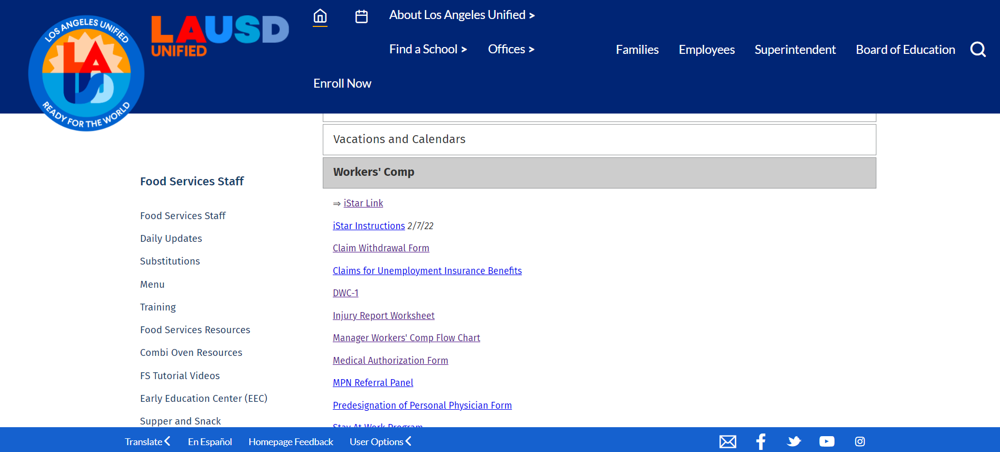 LOS ANGELES UNIFIED
LAUSD
READY FOR THE WORLD
LAUSD
UNIFIED
About Los Angeles Unified >
Find a School >
Offices >
Enroll Now
Families
Employees
Superintendent
Board of Education
Food Services Staff
Food Services Staff
Daily Updates
Substitutions
Menu
Training
Food Services Resources
Combi Oven Resources
FS Tutorial Videos
Early Education Center (EEC)
Supper and Snack
Vacations and Calendars
Workers' Comp
⇒ iStar Link
iStar Instructions 2/7/22
Claim Withdrawal Form
Claims for Unemployment Insurance Benefits
DWC-1
Injury Report Worksheet
Manager Workers' Comp Flow Chart
Medical Authorization Form
MPN Referral Panel
Predesignation of Personal Physician Form
Stay At Work Program
Translate
En Español
Homepage Feedback
User Options